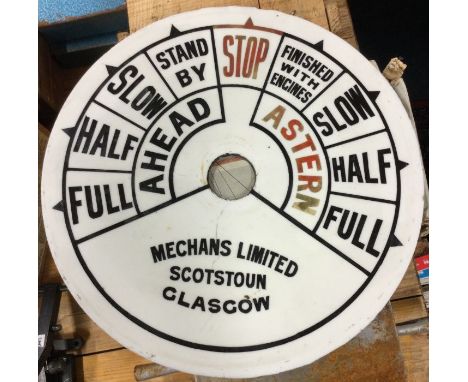 FULL
HALF
SLOW
STAND
BY
STOP
FINISHED
WITH
ENGINES
SLOW
HALF
FULL
AHEAD
ASTERN
MECHANS LIMITED
SCOTSTOUN
GLASGOW